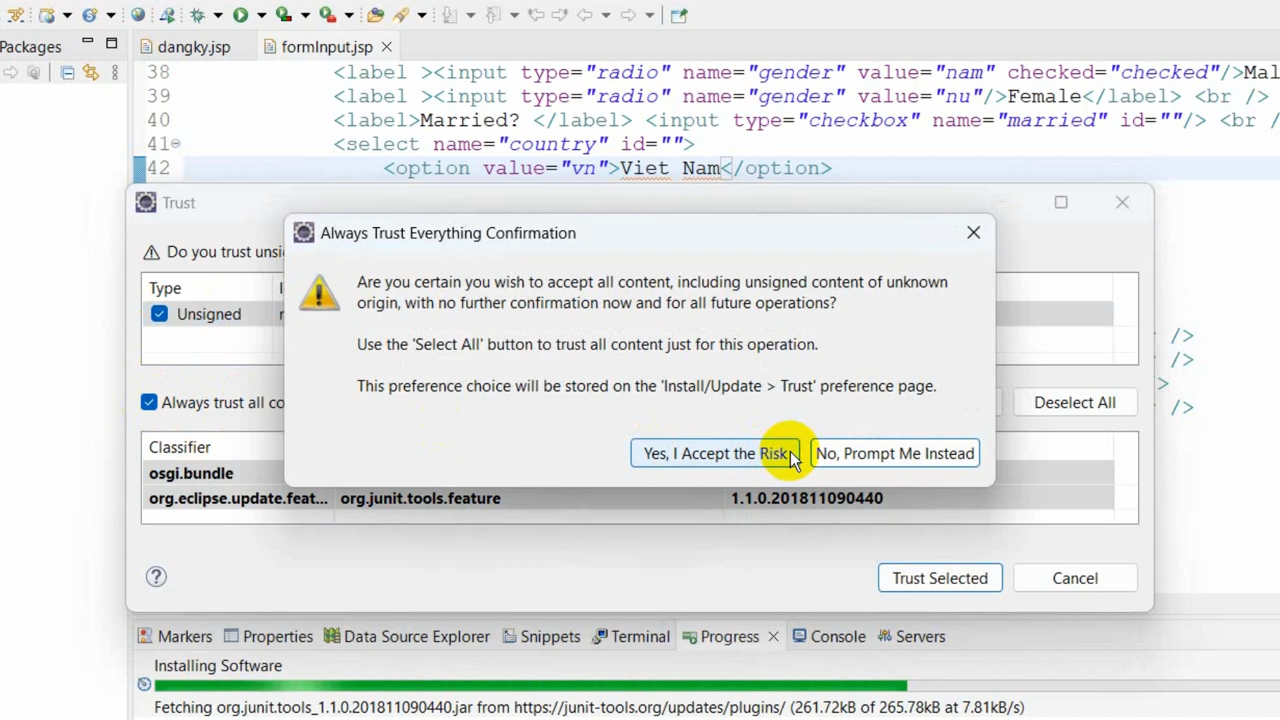 Packages
dangky.jsp
formInput.jsp
38 <label ><input type="radio" name="gender" value="nam" checked="checked"/>Mal
39 <label ><input type="radio" name="gender" value="nu"/>Female</label> <br />
40 <label>Married? </label> <input type="checkbox" name="married" id=""/> <br /
41 <select name="country" id="">
42 <option value="vn">Viet Nam</option>
Trust
Always Trust Everything Confirmation
Do you trust unsi
Are you certain you wish to accept all content, including unsigned content of unknown
origin, with no further confirmation now and for all future operations?
Type
Unsigned
/>
Use the 'Select All' button to trust all content just for this operation.
/>
This preference choice will be stored on the 'Install/Update > Trust' preference page.
>
Always trust all co
Deselect All
/>
Classifier
Yes, I Accept the Risk
No, Prompt Me Instead
osgi.bundle
org.eclipse.update.feat... org.junit.tools.feature 1.1.0.201811090440
?
Trust Selected
Cancel
Markers Properties Data Source Explorer Snippets Terminal Progress Console Servers
Installing Software
Fetching org.junit.tools_1.1.0.201811090440.jar from https://junit-tools.org/updates/plugins/ (261.72kB of 265.78kB at 7.81kB/s)